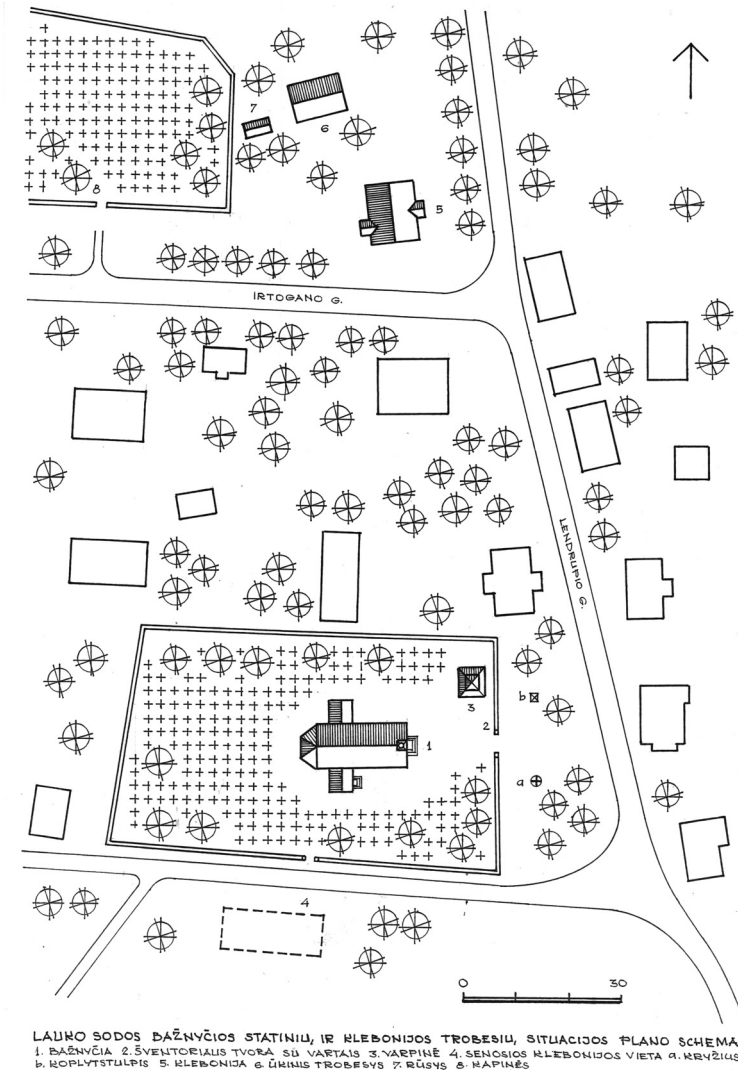 7
6
8
5
IRTOGANO G.
LENDRUPIO G.
b
3
2
1
a
4
0 30
LAUKO SODOS BAŽNYČIOS STATINIŲ, IR KLEBONIJOS TROBESIŲ, SITUACIJOS PLANO SCHEMA
1. BAŽNYČIA 2. ŠVENTORIAUS TVORA SU VARTAIS 3. VARPINĖ 4. SENOSIOS KLEBONIJOS VIETA a. KRYŽIUS
b. KOPLYTSTULPIS 5. KLEBONIJA 6. ŪKINIS TROBESYS 7. RŪSYS 8. KAPINĖS